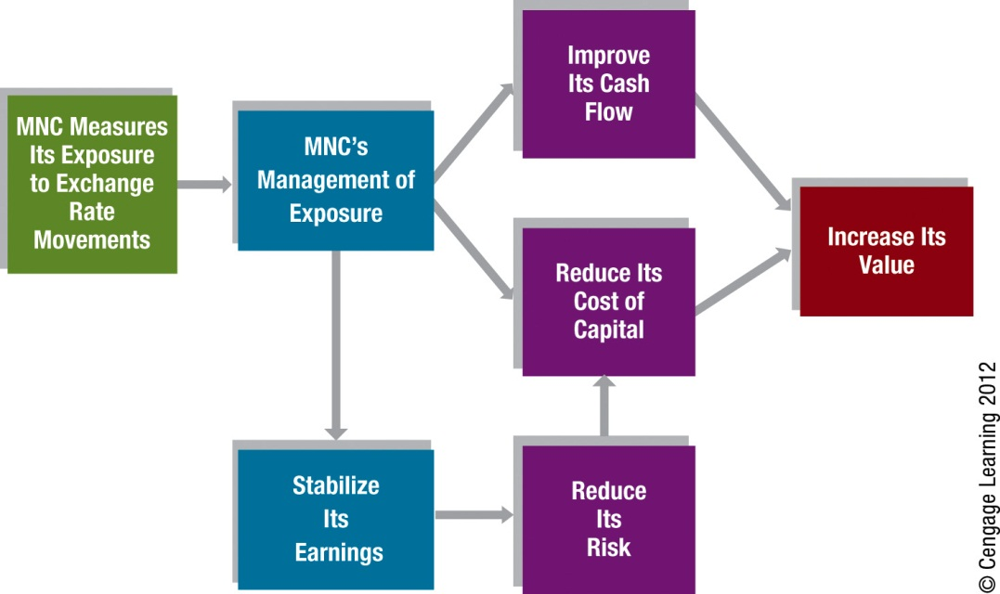 MNC Measures
Its Exposure
to Exchange
Rate
Movements
MNC’s
Management of
Exposure
Improve
Its Cash
Flow
Reduce Its
Cost of
Capital
Increase Its
Value
Stabilize
Its
Earnings
Reduce
Its
Risk
© Cengage Learning 2012